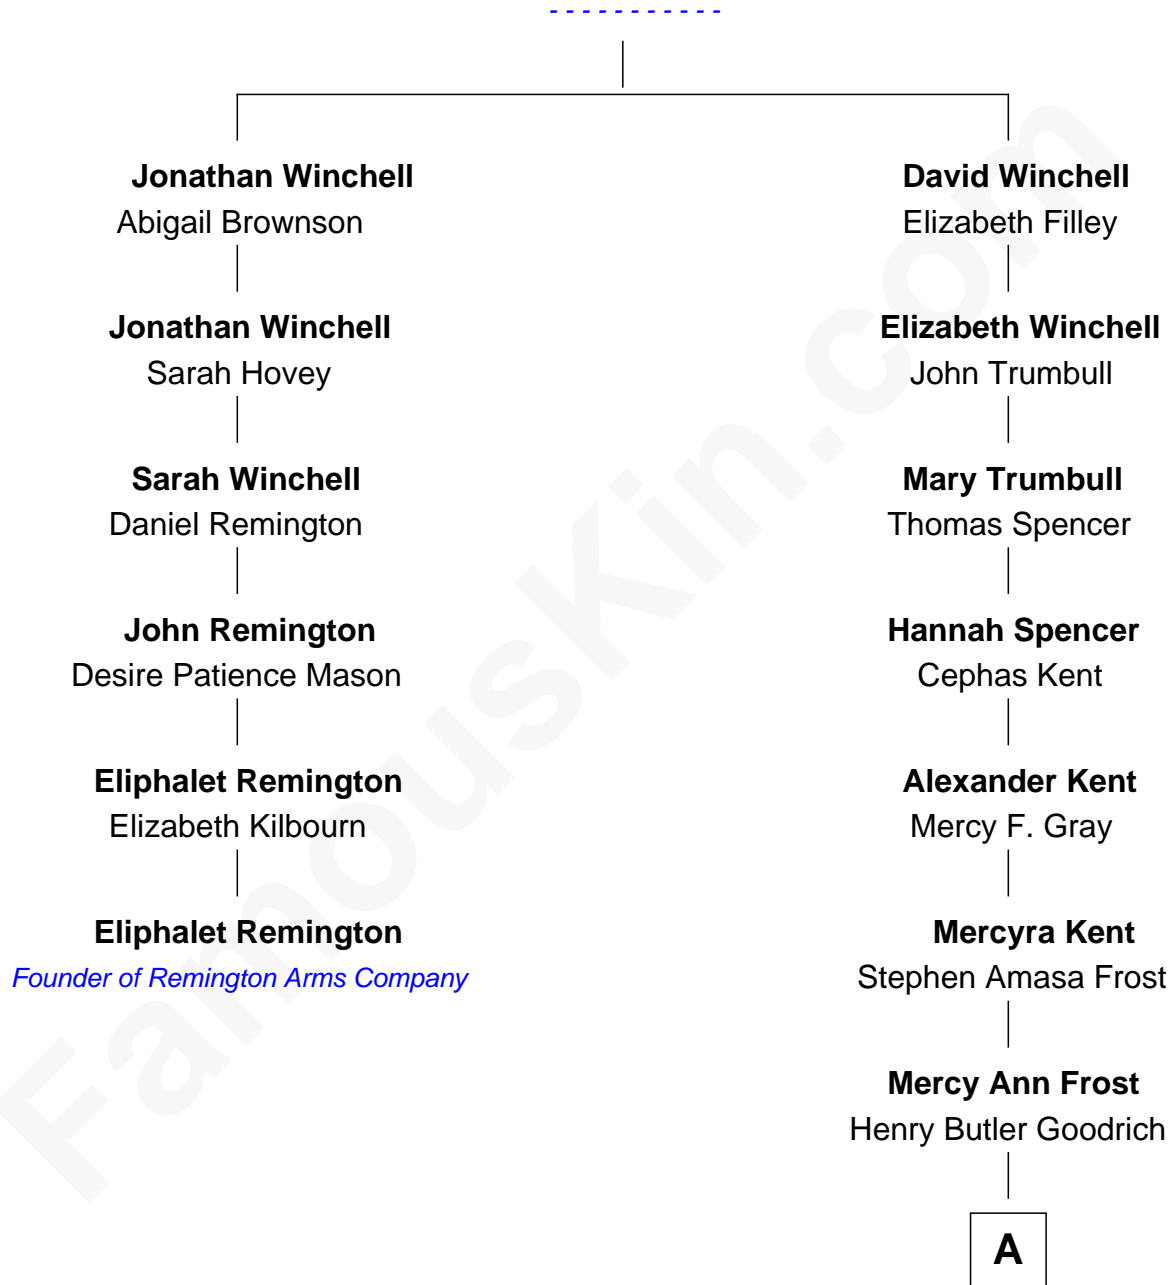 - - - - - - - - - - -
Jonathan Winchell
Abigail Brownson
David Winchell
Elizabeth Filley
Jonathan Winchell
Sarah Hovey
Elizabeth Winchell
John Trumbull
Sarah Winchell
Daniel Remington
Mary Trumbull
Thomas Spencer
John Remington
Desire Patience Mason
Hannah Spencer
Cephas Kent
Eliphalet Remington
Elizabeth Kilbourn
Alexander Kent
Mercy F. Gray
Eliphalet Remington
Founder of Remington Arms Company
Mercyra Kent
Stephen Amasa Frost
Mercy Ann Frost
Henry Butler Goodrich
A
FamousKin.com